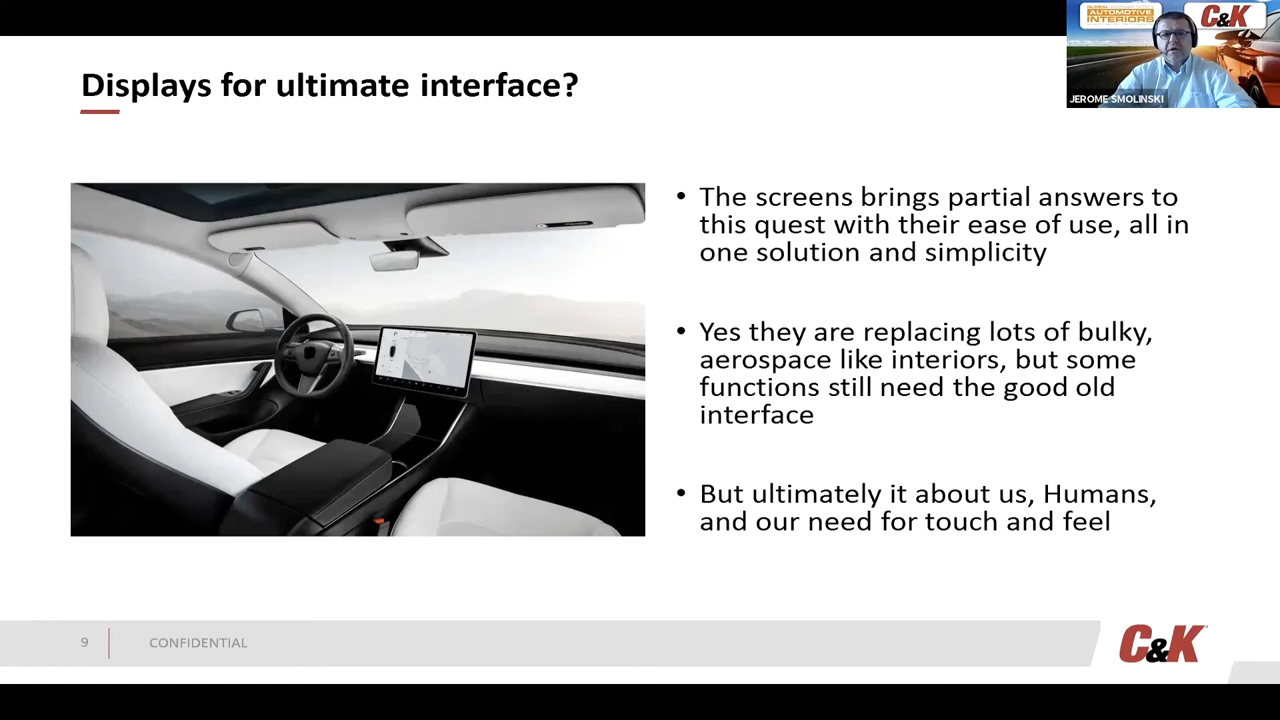 Displays for ultimate interface?
GLOBAL
AUTOMOTIVE
INTERIORS
C&K
JEROME SMOLINSKI
• The screens brings partial answers to
this quest with their ease of use, all in
one solution and simplicity
• Yes they are replacing lots of bulky,
aerospace like interiors, but some
functions still need the good old
interface
• But ultimately it about us, Humans,
and our need for touch and feel
9
CONFIDENTIAL
C&K